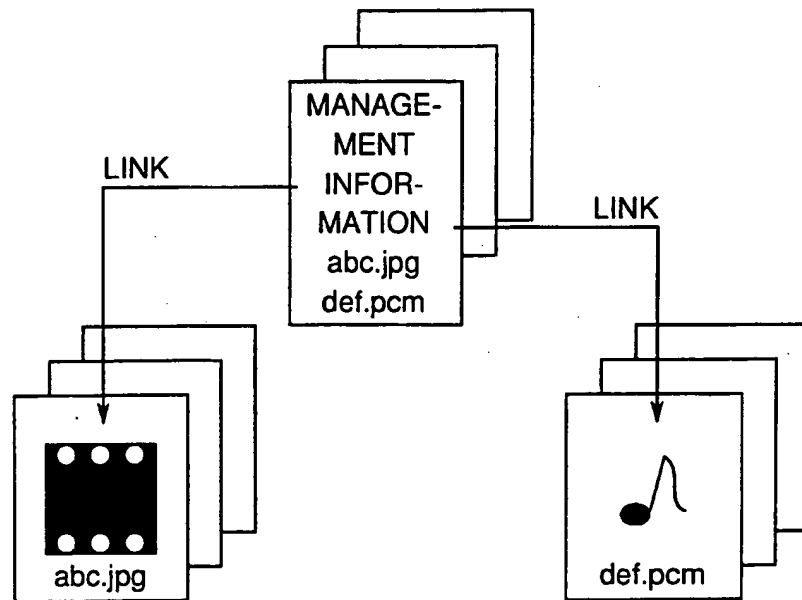 MANAGE-
MENT
INFOR-
MATION
abc.jpg
def.pcm
LINK
LINK
abc.jpg
def.pcm